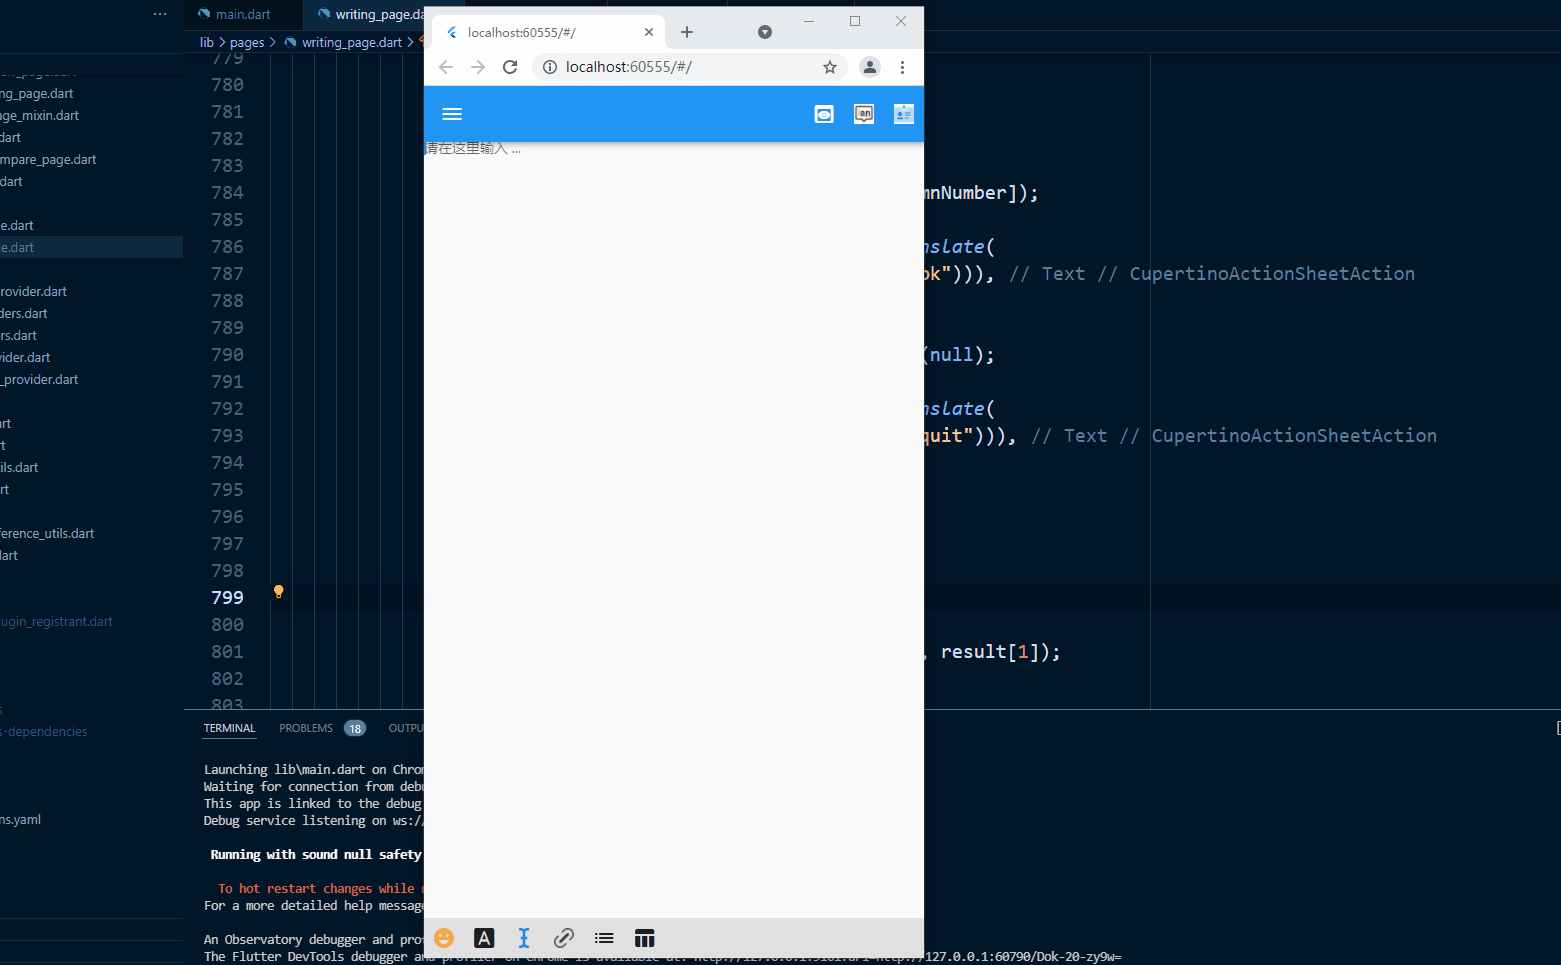 main.dart
writing_page.da
localhost:60555/#/
lib > pages > writing_page.dart >
localhost:60555/#/
ng_page.dart
age_mixin.dart
dart
mpare_page.dart
dart
e.dart
e.dart
rovider.dart
ders.dart
rs.dart
vider.dart
_provider.dart
art
t
ils.dart
rt
ference_utils.dart
dart
ugin_registrant.dart
s
s-dependencies
ns.yaml
请在这里输入 ...
779
780
781
782
783
784 mnNumber]);
785
786 nslate(
787 ok"))), // Text // CupertinoActionSheetAction
788
789
790 (null);
791
792 nslate(
793 quit"))), // Text // CupertinoActionSheetAction
794
795
796
797
798
799
800
801 , result[1]);
802
803
TERMINAL PROBLEMS 18 OUTPU
Launching lib\main.dart on Chrom
Waiting for connection from debu
This app is linked to the debug
Debug service listening on ws:/
Running with sound null safety
To hot restart changes while
For a more detailed help message
An Observatory debugger and prof
The Flutter DevTools debugger and profiler on Chrome is available at: http://127.0.0.1:9101?uri=http://127.0.0.1:60790/Dok-20-zy9w=